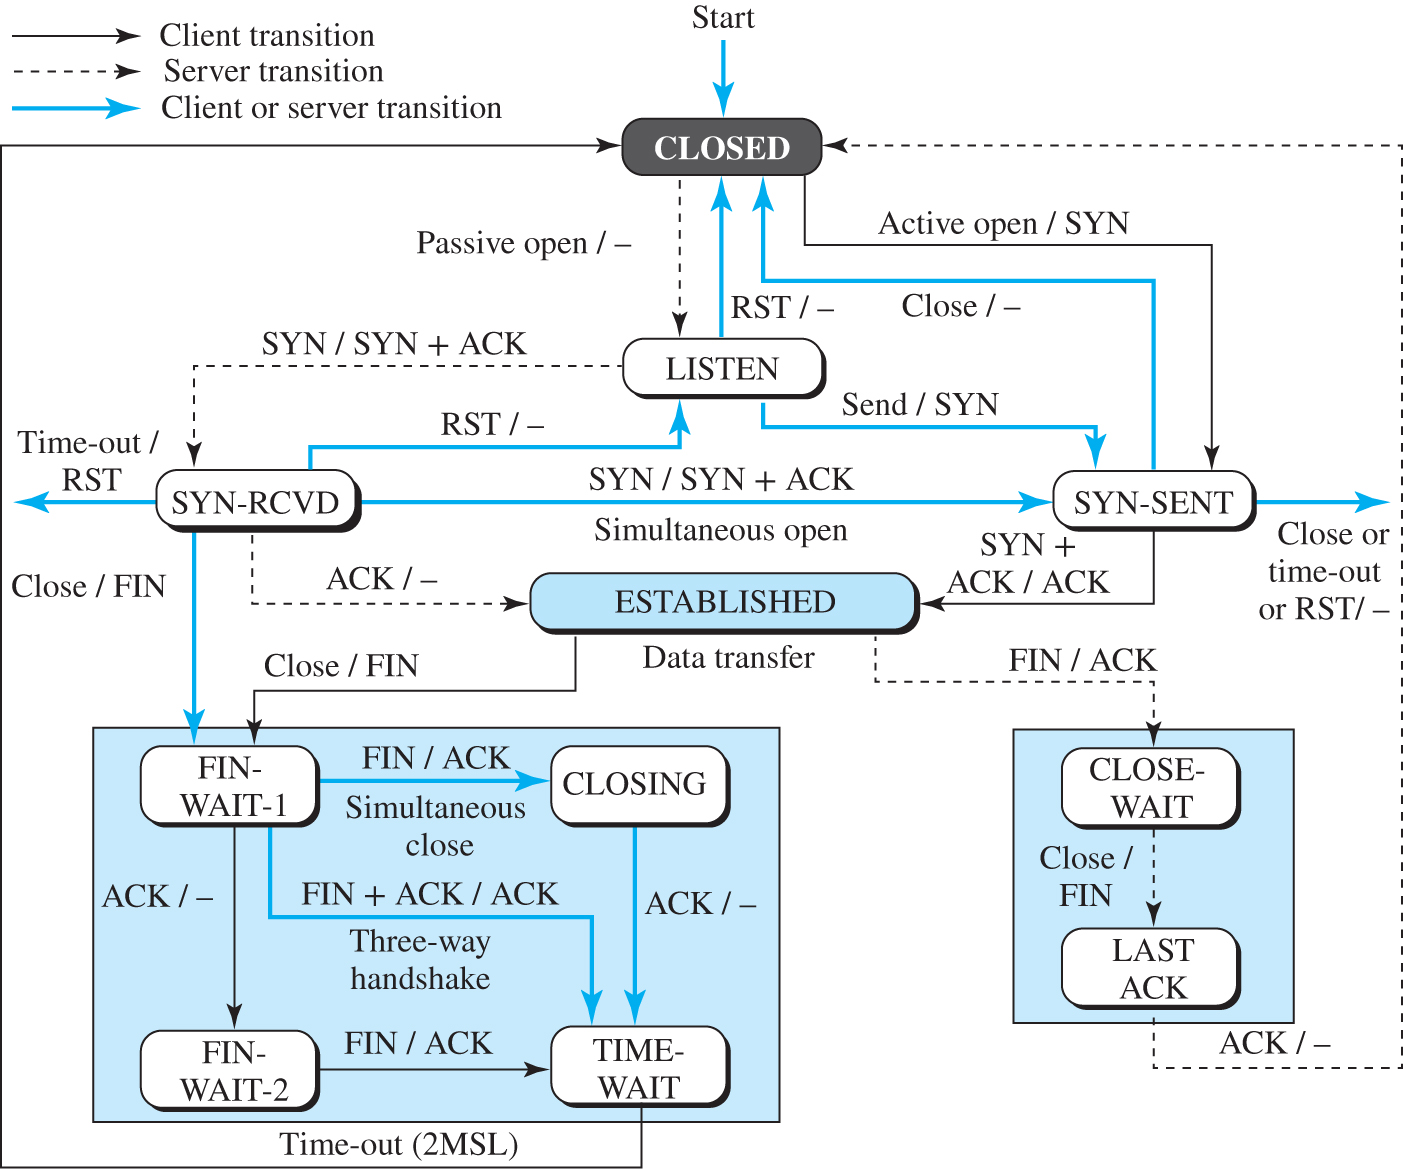 Start
Client transition
Server transition
Client or server transition
CLOSED
Active open / SYN
Passive open / –
RST / –
Close / –
SYN / SYN + ACK
LISTEN
Send / SYN
RST / –
Time-out /
RST
SYN-RCVD
SYN / SYN + ACK
Simultaneous open
SYN-SENT
Close or
time-out
or RST/ –
SYN +
ACK / ACK
Close / FIN
ACK / –
ESTABLISHED
Data transfer
Close / FIN
FIN / ACK
FIN-
WAIT-1
FIN / ACK
Simultaneous
close
CLOSING
CLOSE-
WAIT
Close /
FIN
ACK / –
FIN + ACK / ACK
Three-way
handshake
ACK / –
LAST
ACK
FIN-
WAIT-2
FIN / ACK
TIME-
WAIT
ACK / –
Time-out (2MSL)